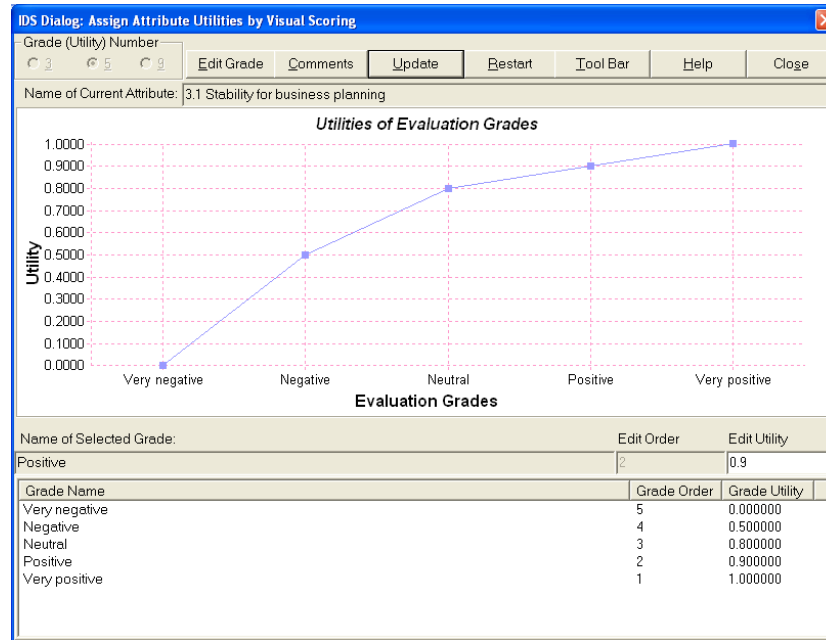 IDS Dialog: Assign Attribute Utilities by Visual Scoring
Grade (Utility) Number
3 5 9 Edit Grade Comments Update Restart Tool Bar Help Close
Name of Current Attribute: 3.1 Stability for business planning
Utilities of Evaluation Grades
1.0000
0.9000
0.8000
0.7000
0.6000
0.5000
0.4000
0.3000
0.2000
0.1000
0.0000
Utility
Very negative Negative Neutral Positive Very positive
Evaluation Grades
Name of Selected Grade: Edit Order Edit Utility
Positive 2 0.9
Grade Name Grade Order Grade Utility
Very negative 5 0.000000
Negative 4 0.500000
Neutral 3 0.800000
Positive 2 0.900000
Very positive 1 1.000000